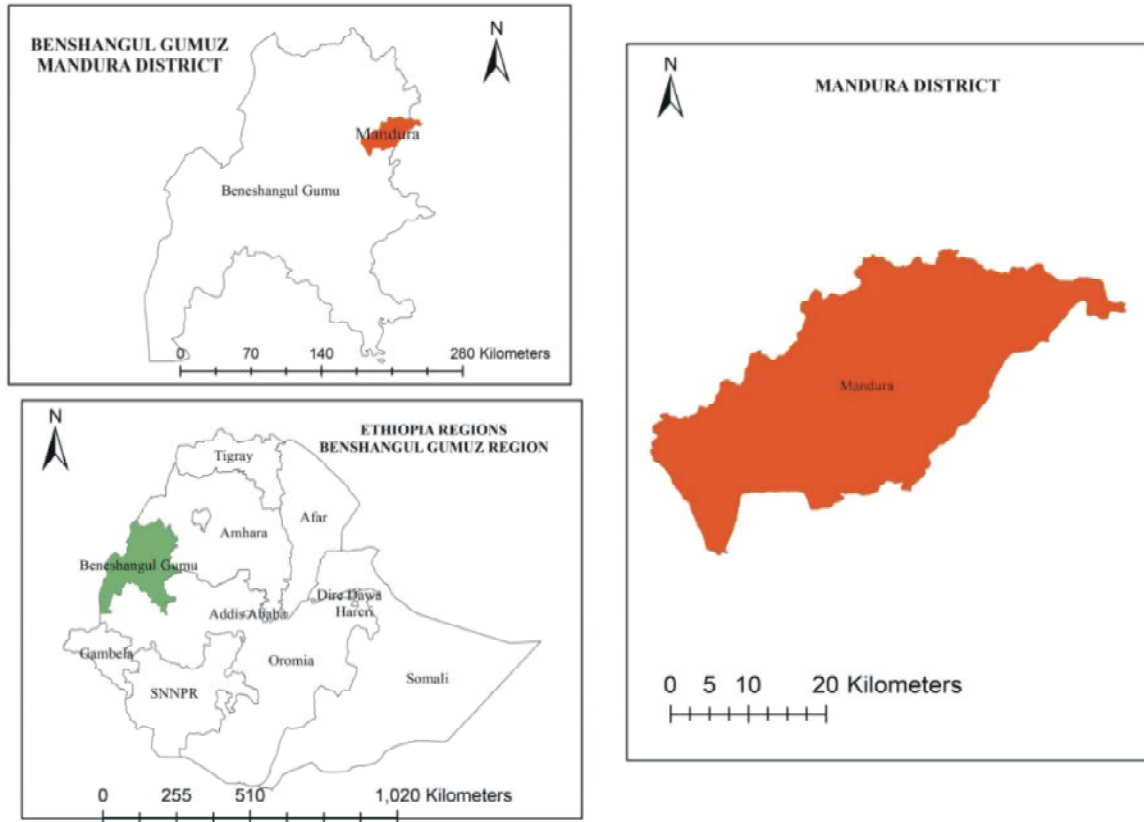 BENSHANGUL GUMUZ
MANDURA DISTRICT
N
Mandura
Beneshangul Gumu
0 70 140 280 Kilometers
N
ETHIOPIA REGIONS
BENSHANGUL GUMUZ REGION
Tigray
Afar
Amhara
Beneshangul Gumu
Dire Dawa
Addis Ababa
Hareri
Gambela
Oromia
Somali
SNNPR
0 255 510 1,020 Kilometers
N
MANDURA DISTRICT
Mandura
0 5 10 20 Kilometers